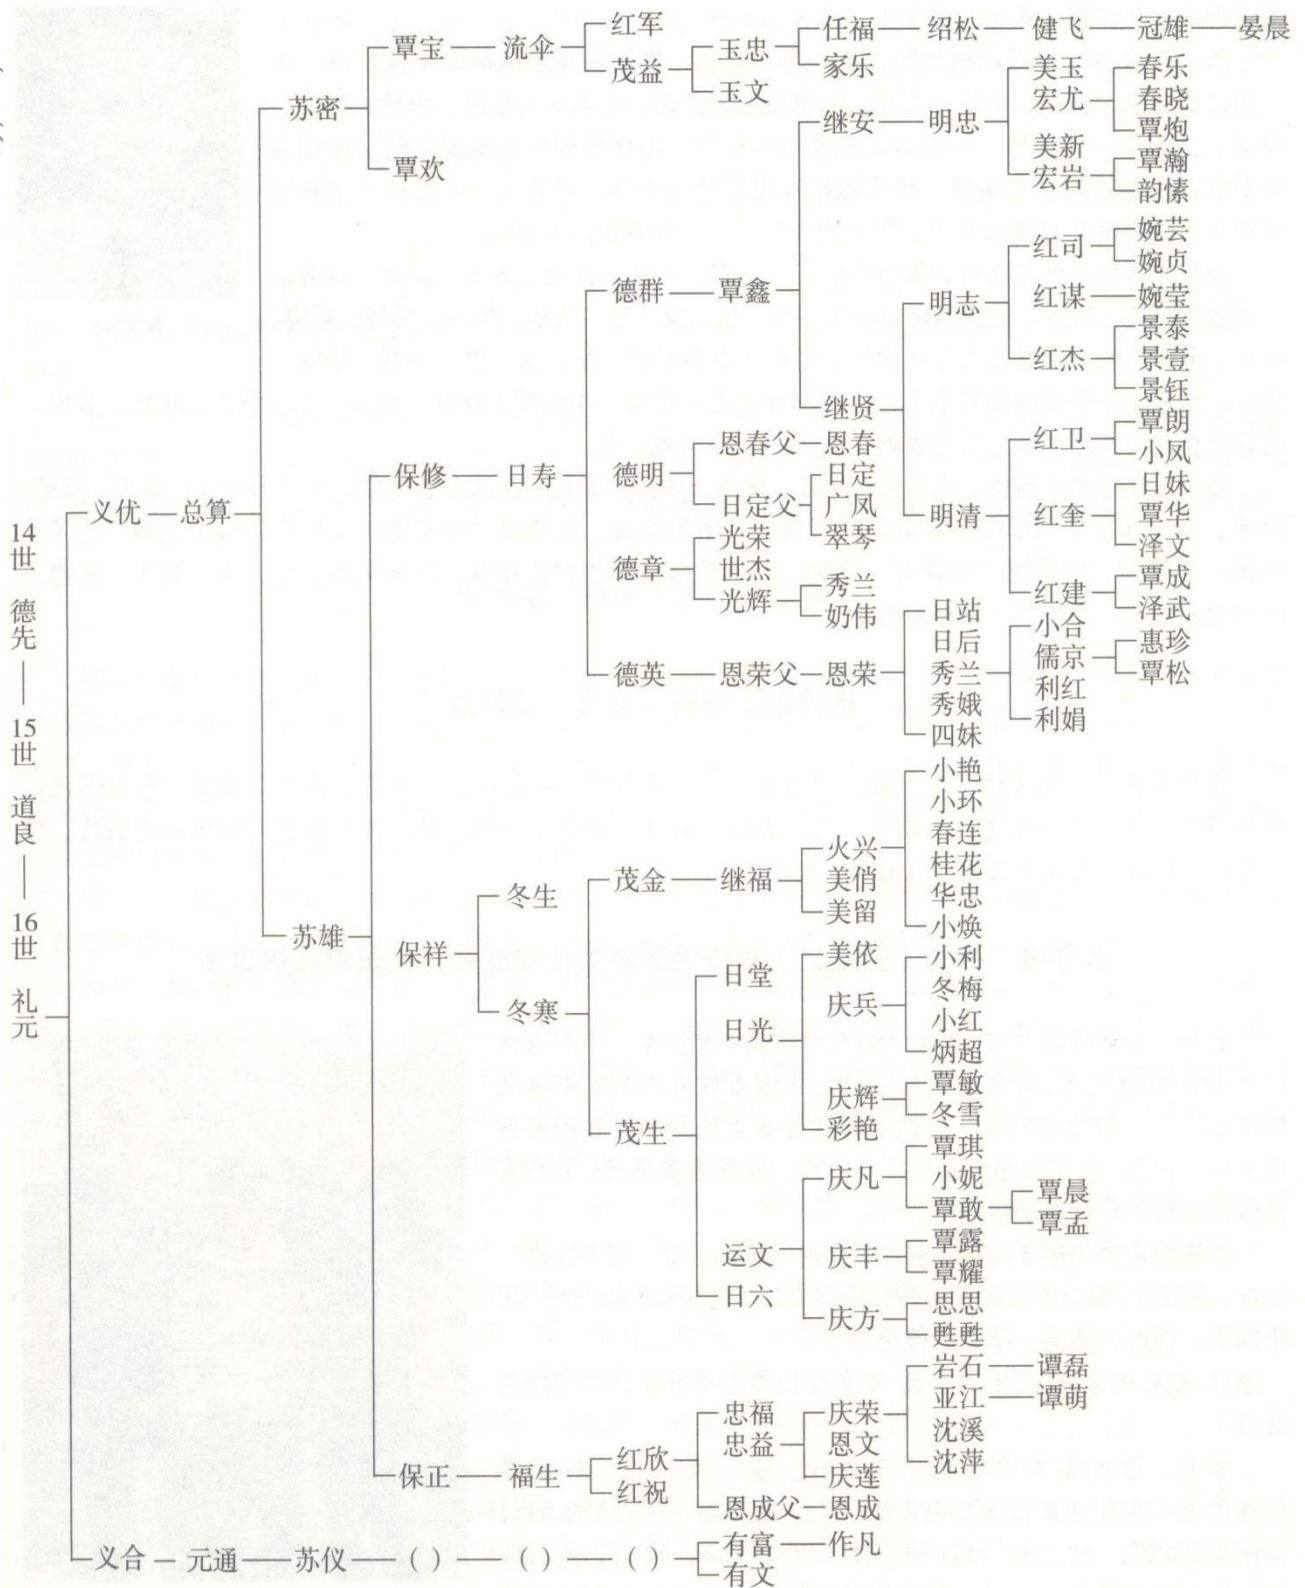 14世 德先——15世 道良——16世 礼元
义优—总算
苏密
覃宝—流伞
红军
茂益
玉忠
玉文
任福—绍松—健飞—冠雄—晏晨
家乐
覃欢
苏雄
保修—日寿
德群—覃鑫
继安—明忠
美玉
宏尤
春乐
春晓
覃炮
美新
宏岩
覃瀚
韵愫
继贤
明志
红司
婉芸
婉贞
红谋—婉莹
红杰
景泰
景壹
景钰
明清
红卫
覃朗
小凤
红奎
日妹
覃华
泽文
红建
覃成
泽武
德明
恩春父—恩春
日定父
日定
广凤
翠琴
德章
光荣
世杰
光辉
秀兰
奶伟
德英—恩荣父—恩荣
日站
日后
秀兰
秀娥
四妹
小合
儒京
利红
利娟
惠珍
覃松
保祥
冬生
冬寒
茂金—继福
火兴
美俏
美留
小艳
小环
春连
桂花
华忠
小焕
茂生
日堂
日光
美依
庆兵
小利
冬梅
小红
炳超
庆辉
彩艳
覃敏
冬雪
运文
日六
庆凡
覃琪
小妮
覃敢
覃晨
覃孟
庆丰
覃露
覃耀
庆方
思思
甦甦
保正—福生
红欣
红祝
忠福
忠益
庆荣
恩文
庆莲
岩石—谭磊
亚江—谭萌
沈溪
沈萍
恩成父—恩成
义合—元通—苏仪—( )—( )—( )
有富—作凡
有文